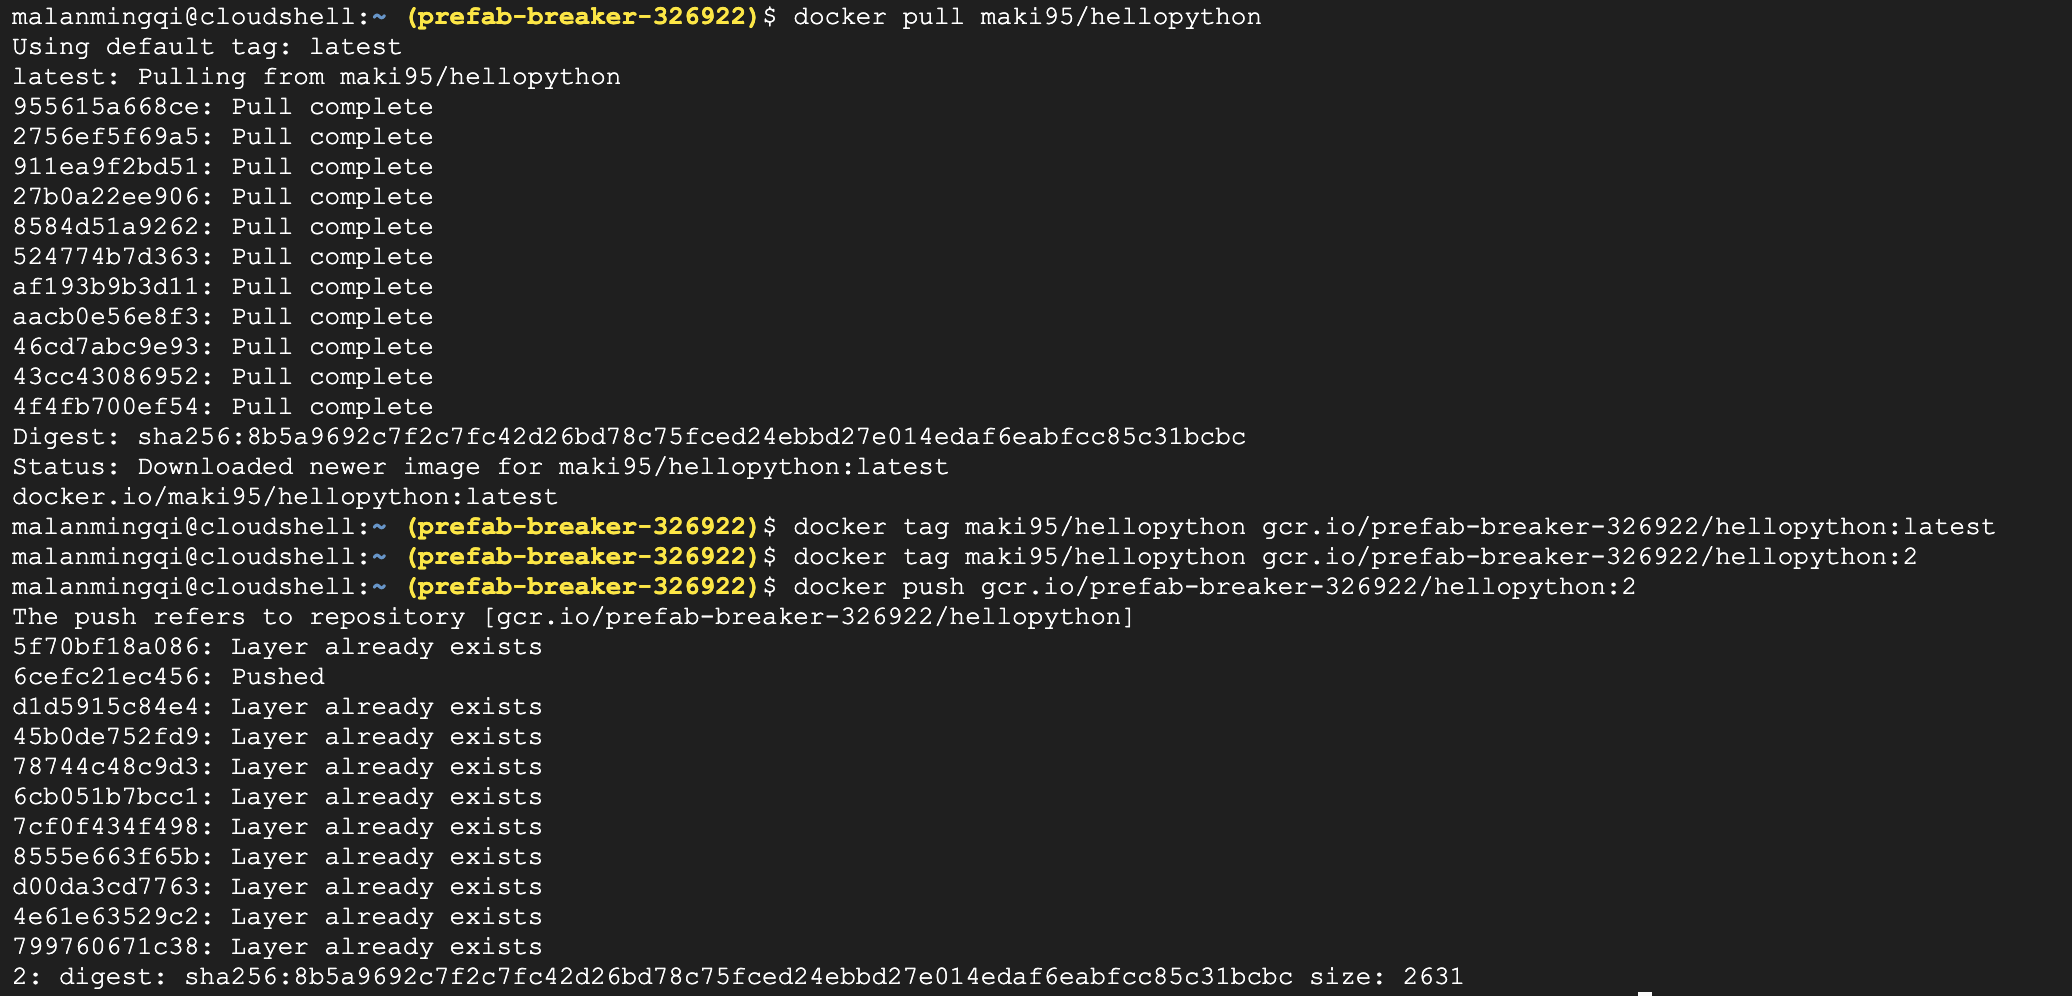 malanmingqi@cloudshell:~ (prefab-breaker-326922)$ docker pull maki95/hellopython
Using default tag: latest
latest: Pulling from maki95/hellopython
955615a668ce: Pull complete
2756ef5f69a5: Pull complete
911ea9f2bd51: Pull complete
27b0a22ee906: Pull complete
8584d51a9262: Pull complete
524774b7d363: Pull complete
af193b9b3d11: Pull complete
aacb0e56e8f3: Pull complete
46cd7abc9e93: Pull complete
43cc43086952: Pull complete
4f4fb700ef54: Pull complete
Digest: sha256:8b5a9692c7f2c7fc42d26bd78c75fced24ebbd27e014edaf6eabfcc85c31bcbc
Status: Downloaded newer image for maki95/hellopython:latest
docker.io/maki95/hellopython:latest
malanmingqi@cloudshell:~ (prefab-breaker-326922)$ docker tag maki95/hellopython gcr.io/prefab-breaker-326922/hellopython:latest
malanmingqi@cloudshell:~ (prefab-breaker-326922)$ docker tag maki95/hellopython gcr.io/prefab-breaker-326922/hellopython:2
malanmingqi@cloudshell:~ (prefab-breaker-326922)$ docker push gcr.io/prefab-breaker-326922/hellopython:2
The push refers to repository [gcr.io/prefab-breaker-326922/hellopython]
5f70bf18a086: Layer already exists
6cefc21ec456: Pushed
d1d5915c84e4: Layer already exists
45b0de752fd9: Layer already exists
78744c48c9d3: Layer already exists
6cb051b7bcc1: Layer already exists
7cf0f434f498: Layer already exists
8555e663f65b: Layer already exists
d00da3cd7763: Layer already exists
4e61e63529c2: Layer already exists
799760671c38: Layer already exists
2: digest: sha256:8b5a9692c7f2c7fc42d26bd78c75fced24ebbd27e014edaf6eabfcc85c31bcbc size: 2631